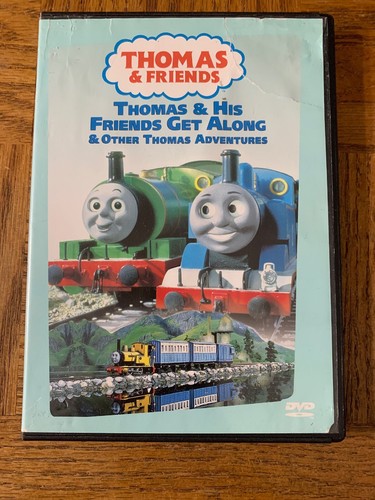 THOMAS
& FRIENDS
THOMAS & HIS
FRIENDS GET ALONG
& OTHER THOMAS ADVENTURES
DVD